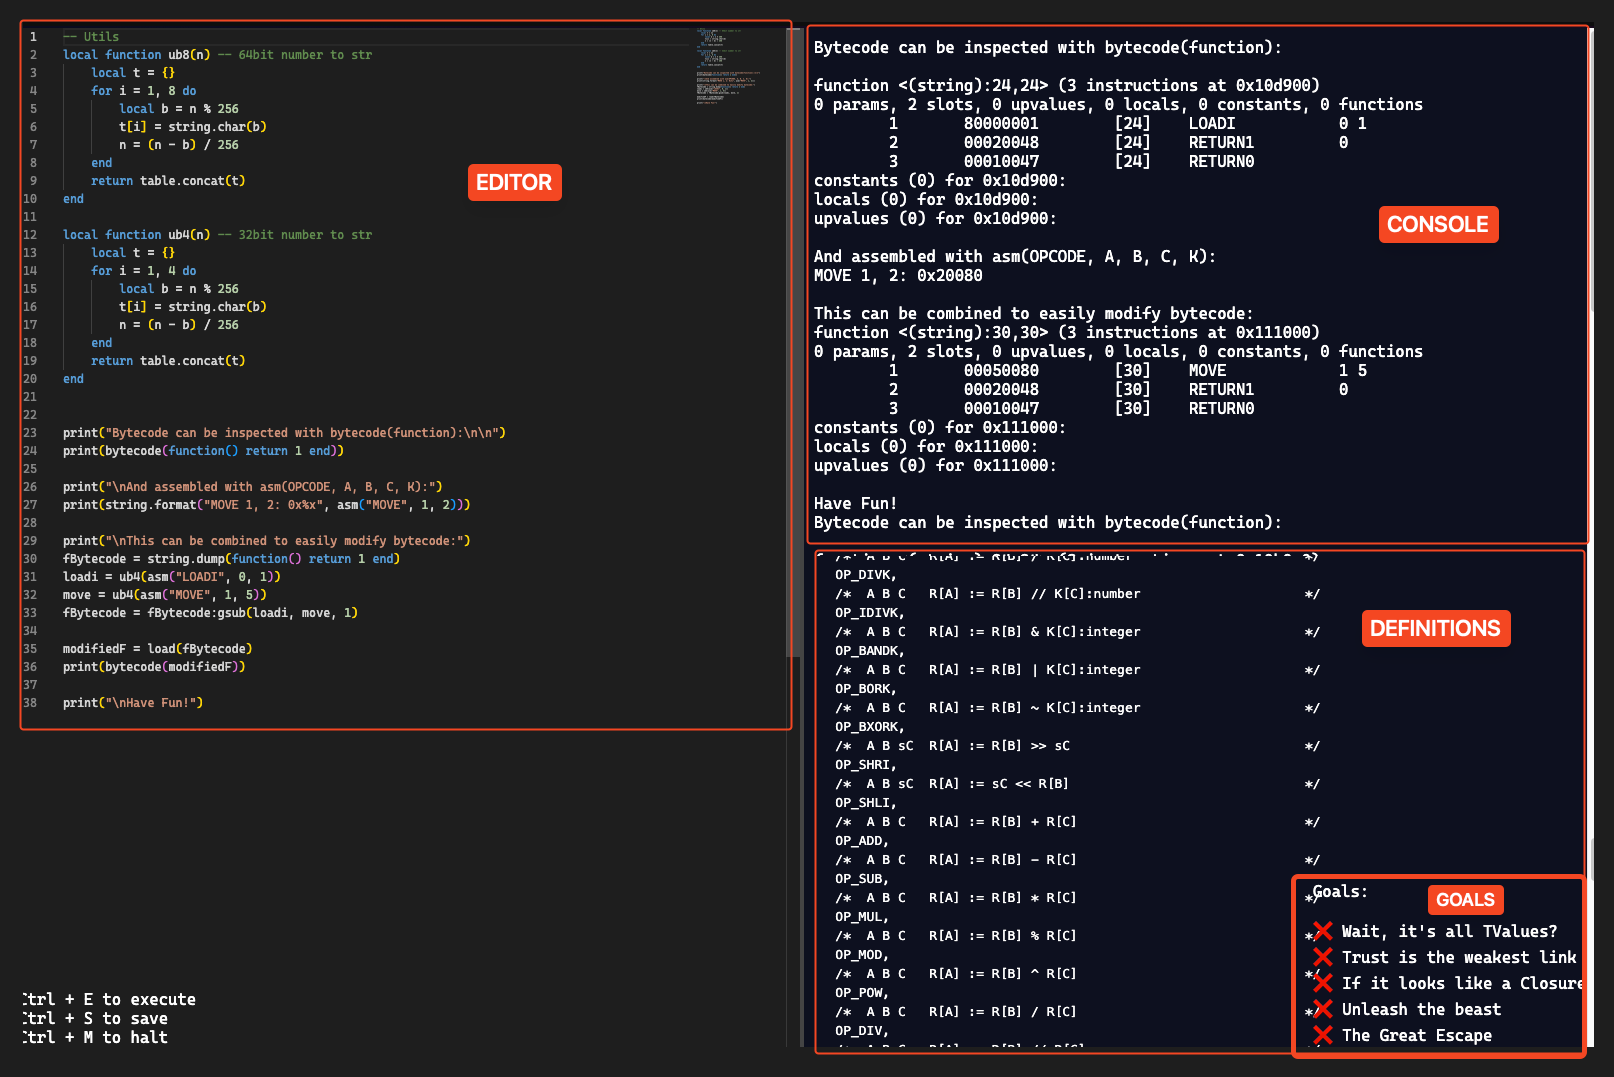 1 -- Utils
2 local function ub8(n) -- 64bit number to str
3 local t = {}
4 for i = 1, 8 do
5 local b = n % 256
6 t[i] = string.char(b)
7 n = (n - b) / 256
8 end
9 return table.concat(t)
10 end
11
12 local function ub4(n) -- 32bit number to str
13 local t = {}
14 for i = 1, 4 do
15 local b = n % 256
16 t[i] = string.char(b)
17 n = (n - b) / 256
18 end
19 return table.concat(t)
20 end
21
22
23 print("Bytecode can be inspected with bytecode(function):\n\n")
24 print(bytecode(function() return 1 end))
25
26 print("\nAnd assembled with asm(OPCODE, A, B, C, K):")
27 print(string.format("MOVE 1, 2: 0x%x", asm("MOVE", 1, 2)))
28
29 print("\nThis can be combined to easily modify bytecode:")
30 fBytecode = string.dump(function() return 1 end)
31 loadi = ub4(asm("LOADI", 0, 1))
32 move = ub4(asm("MOVE", 1, 5))
33 fBytecode = fBytecode:gsub(loadi, move, 1)
34
35 modifiedF = load(fBytecode)
36 print(bytecode(modifiedF))
37
38 print("\nHave Fun!")
EDITOR
Ctrl + E to execute
Ctrl + S to save
Ctrl + M to halt
Bytecode can be inspected with bytecode(function):
function <(string):24,24> (3 instructions at 0x10d900)
0 params, 2 slots, 0 upvalues, 0 locals, 0 constants, 0 functions
1 80000001 [24] LOADI 0 1
2 00020048 [24] RETURN1 0
3 00010047 [24] RETURN0
constants (0) for 0x10d900:
locals (0) for 0x10d900:
upvalues (0) for 0x10d900:
CONSOLE
And assembled with asm(OPCODE, A, B, C, K):
MOVE 1, 2: 0x20080
This can be combined to easily modify bytecode:
function <(string):30,30> (3 instructions at 0x111000)
0 params, 2 slots, 0 upvalues, 0 locals, 0 constants, 0 functions
1 00050080 [30] MOVE 1 5
2 00020048 [30] RETURN1 0
3 00010047 [30] RETURN0
constants (0) for 0x111000:
locals (0) for 0x111000:
upvalues (0) for 0x111000:
Have Fun!
Bytecode can be inspected with bytecode(function):
/* A B C R[A] := R[B] / K[C]:number */
OP_DIVK,
/* A B C R[A] := R[B] // K[C]:number */
OP_IDIVK,
/* A B C R[A] := R[B] & K[C]:integer */
OP_BANDK,
/* A B C R[A] := R[B] | K[C]:integer */
OP_BORK,
/* A B C R[A] := R[B] ~ K[C]:integer */
OP_BXORK,
/* A B sC R[A] := R[B] >> sC */
OP_SHRI,
/* A B sC R[A] := sC << R[B] */
OP_SHLI,
/* A B C R[A] := R[B] + R[C] */
OP_ADD,
/* A B C R[A] := R[B] - R[C] */
OP_SUB,
/* A B C R[A] := R[B] * R[C] */
OP_MUL,
/* A B C R[A] := R[B] % R[C] */
OP_MOD,
/* A B C R[A] := R[B] ^ R[C] */
OP_POW,
/* A B C R[A] := R[B] / R[C] */
OP_DIV,
DEFINITIONS
Goals:
GOALS
Wait, it's all TValues?
Trust is the weakest link
If it looks like a Closure
Unleash the beast
The Great Escape